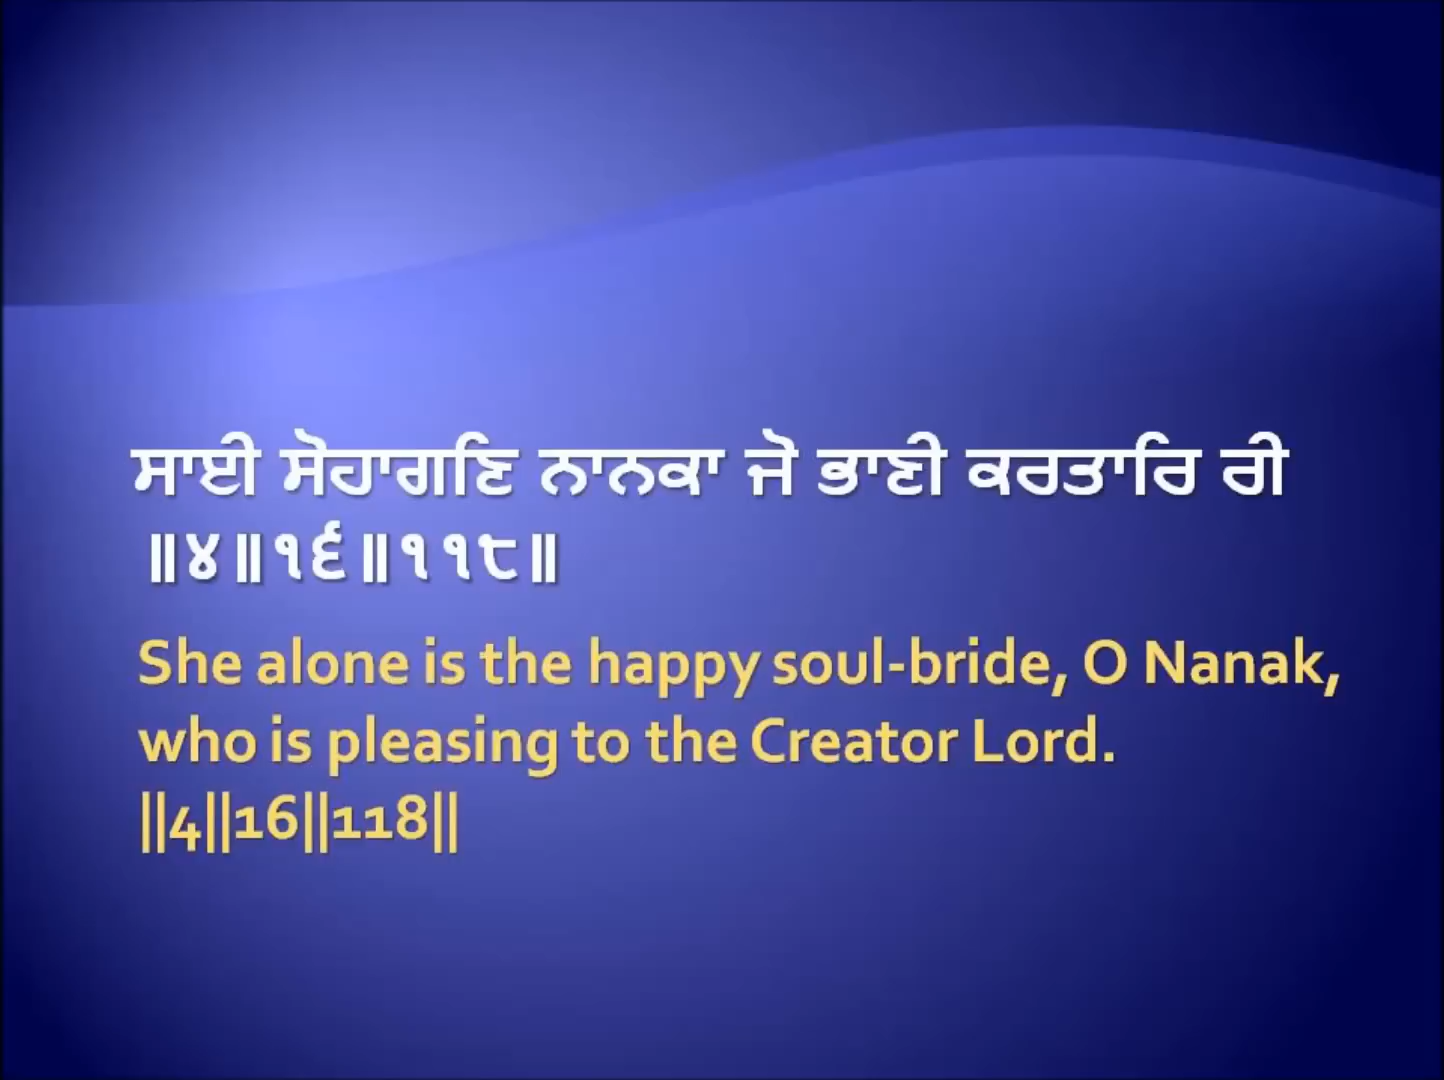 ਸਾਈ ਸੋਹਾਗਣਿ ਨਾਨਕਾ ਜੋ ਭਾਣੀ ਕਰਤਾਰਿ ਰੀ
॥੪॥੧੬॥੧੧੮॥
She alone is the happy soul-bride, O Nanak,
who is pleasing to the Creator Lord.
||4||16||118||